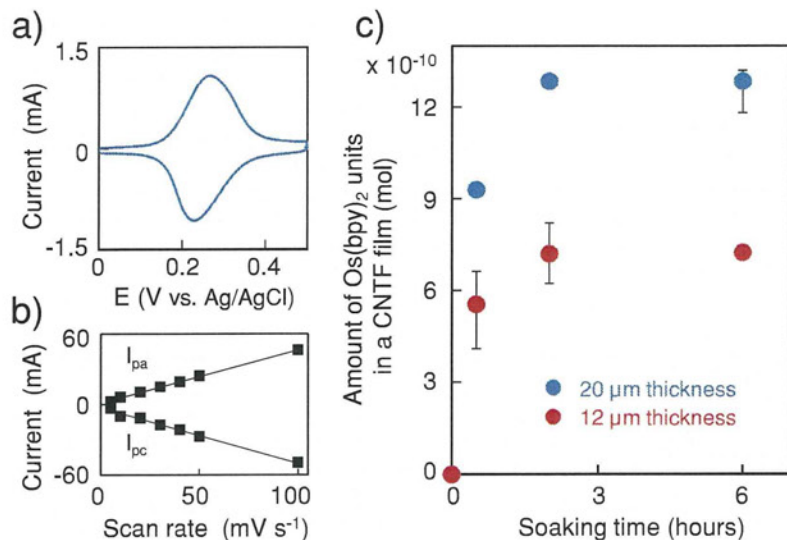 a)
1.5
0
-1.5
Current (mA)
0
0.2
0.4
E (V vs. Ag/AgCl)
b)
60
0
-60
Current (mA)
I_pa
I_pc
0
50
100
Scan rate (mV s⁻¹)
c)
x 10⁻¹⁰
12
9
6
3
0
Amount of Os(bpy)₂ units
in a CNTF film (mol)
20 μm thickness
12 μm thickness
0
3
6
Soaking time (hours)